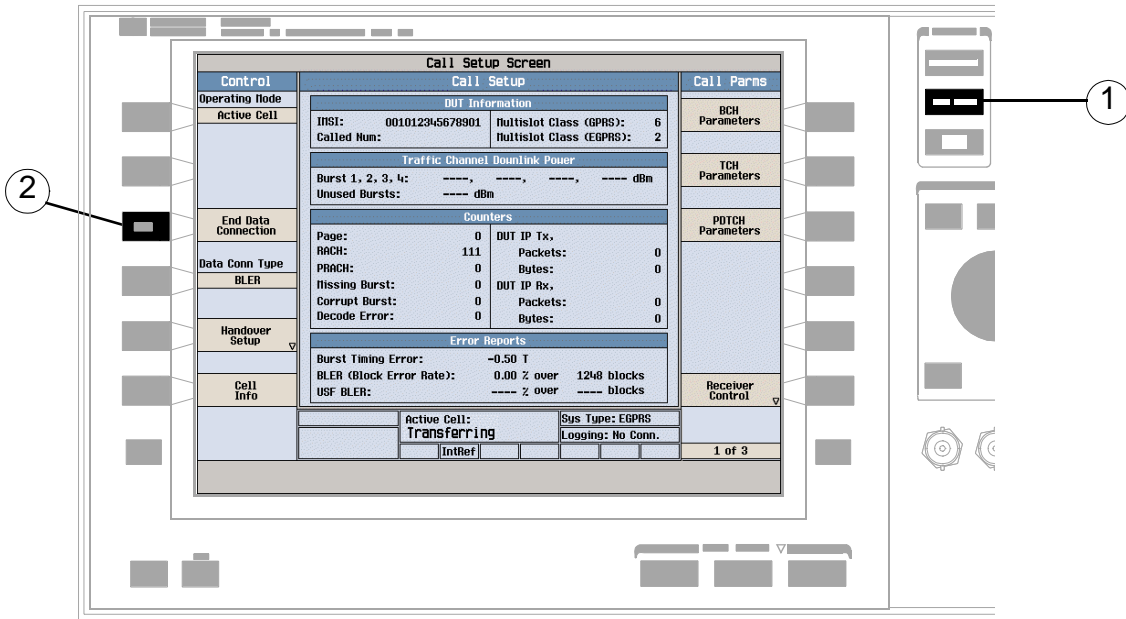 Call Setup Screen
Control
Call Setup
Call Parms
Operating Mode
Active Cell
End Data
Connection
Data Conn Type
BLER
Handover
Setup
Cell
Info
DUT Information
IMSI: 001012345678901
Called Num:
Multislot Class (GPRS): 6
Multislot Class (EGPRS): 2
Traffic Channel Downlink Power
Burst 1, 2, 3, 4: ----, ----, ----, ---- dBm
Unused Bursts: ---- dBm
Counters
Page: 0
RACH: 111
PRACH: 0
Missing Burst: 0
Corrupt Burst: 0
Decode Error: 0
DUT IP Tx,
Packets: 0
Bytes: 0
DUT IP Rx,
Packets: 0
Bytes: 0
Error Reports
Burst Timing Error: -0.50 T
BLER (Block Error Rate): 0.00 % over 1248 blocks
USF BLER: ---- % over ---- blocks
Active Cell:
Transferring
Sys Type: EGPRS
Logging: No Conn.
IntRef
BCH
Parameters
TCH
Parameters
PDTCH
Parameters
Receiver
Control
1 of 3
1
2